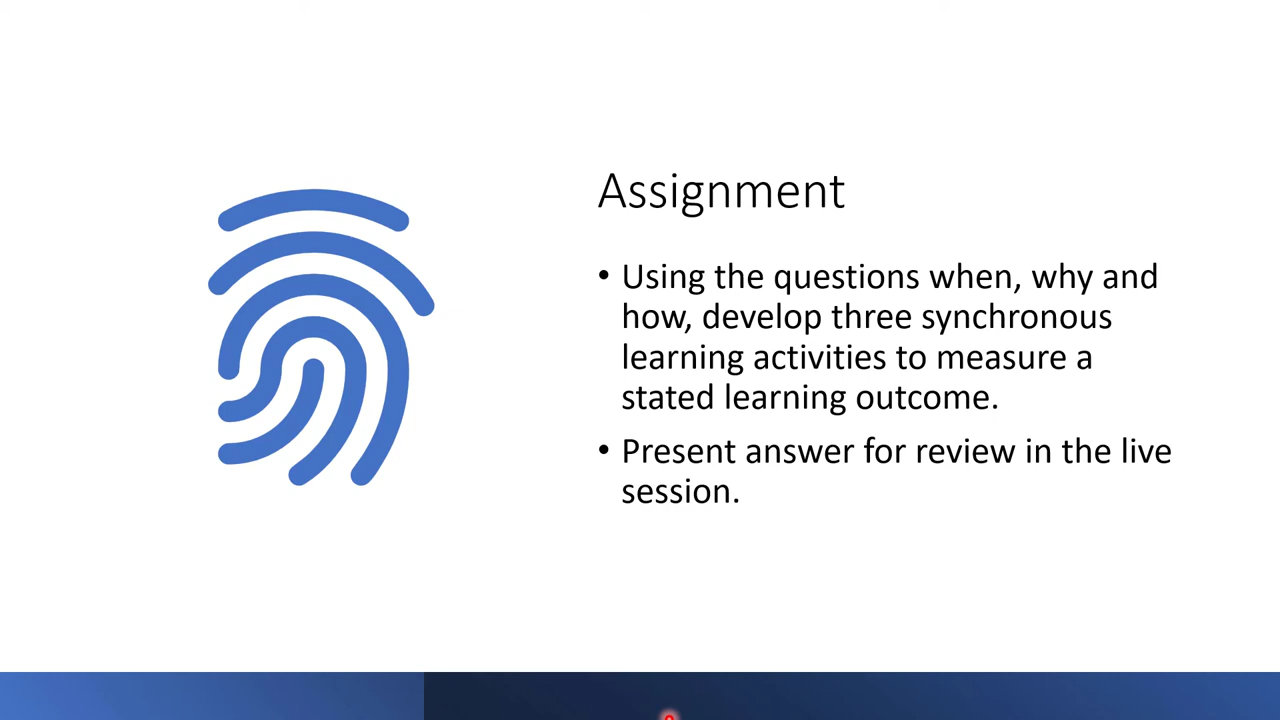 Assignment
• Using the questions when, why and
how, develop three synchronous
learning activities to measure a
stated learning outcome.
• Present answer for review in the live
session.